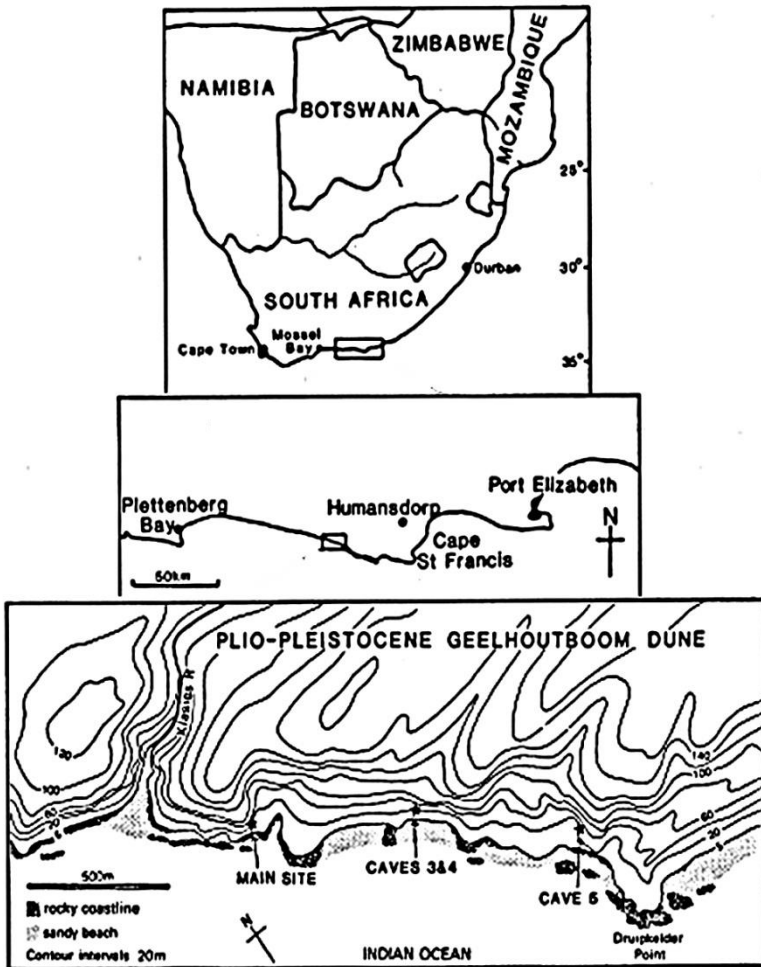 ZIMBABWE
MOZAMBIQUE
NAMIBIA
BOTSWANA
25°
Durban
30°
SOUTH AFRICA
Mossel
Bay
Cape Town
35°
Port Elizabeth
Plettenberg
Bay
Humansdorp
N
Cape
St Francis
50km
PLIO-PLEISTOCENE GEELHOUTBOOM DUNE
Klasies R
120
140
100
100
60
60
20
20
5
5
MAIN SITE
CAVES 3&4
CAVE 5
500m
rocky coastline
sandy beach
Contour intervals 20m
N
INDIAN OCEAN
Druipkelder
Point